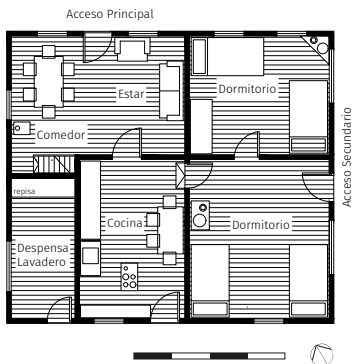 Acceso Principal
Estar
Dormitorio
Comedor
Acceso Secundario
repisa
Cocina
Dormitorio
Despensa
Lavadero